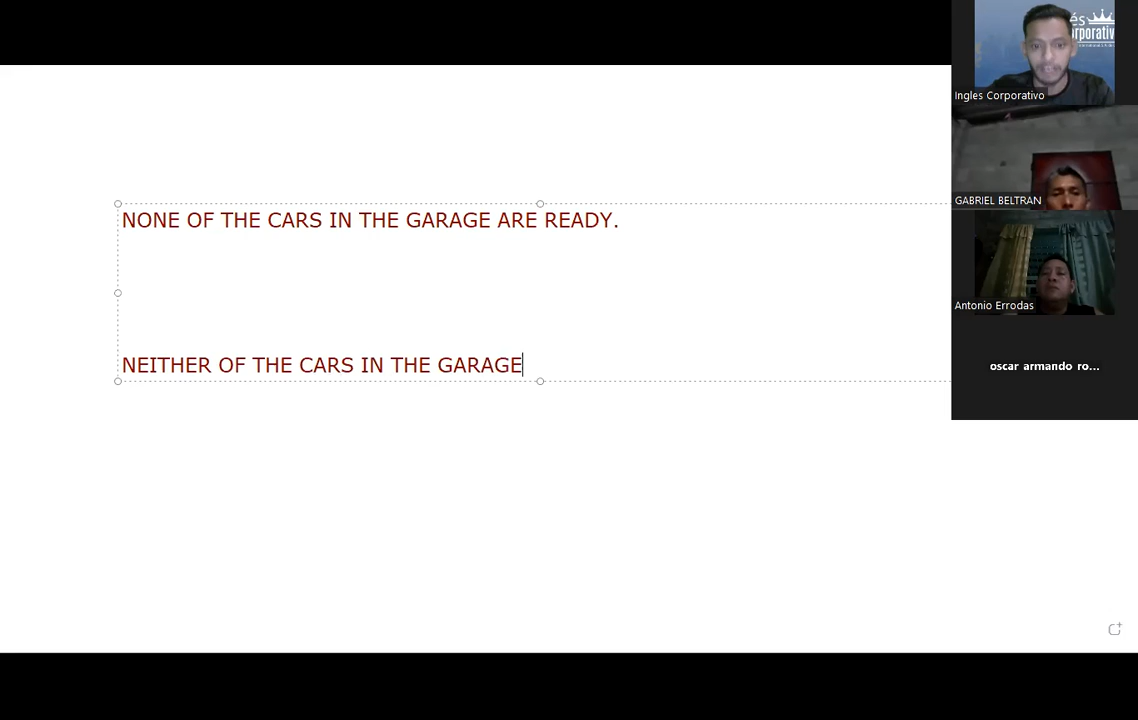 NONE OF THE CARS IN THE GARAGE ARE READY.
NEITHER OF THE CARS IN THE GARAGE
Ingles Corporativo
GABRIEL BELTRAN
Antonio Errodas
oscar armando ro...